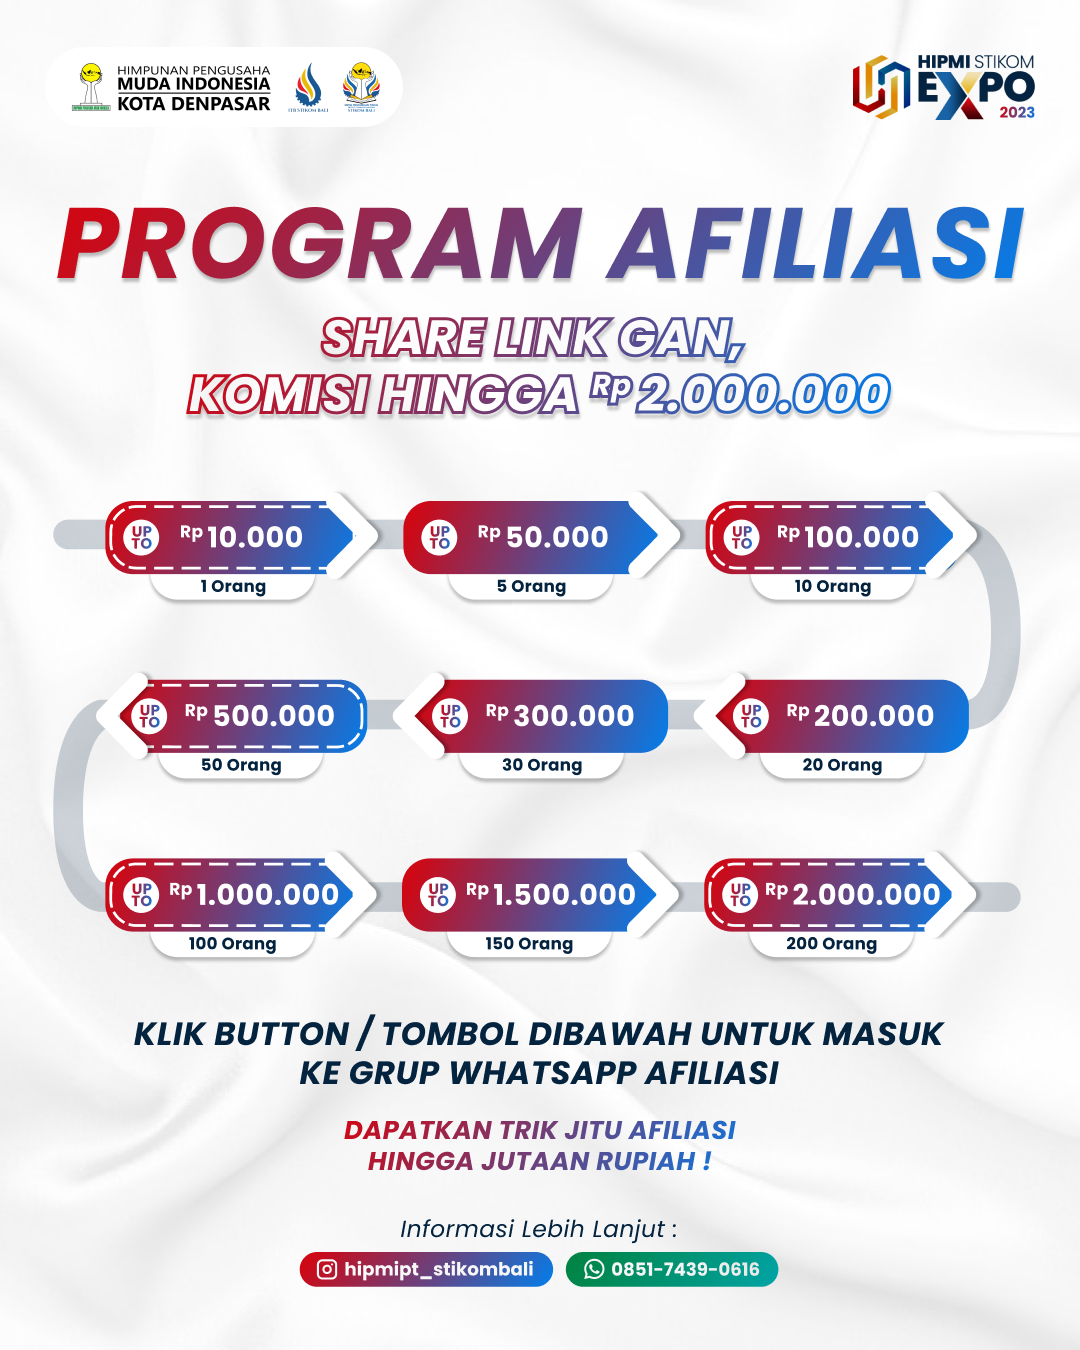 HIMPUNAN PENGUSAHA
MUDA INDONESIA
KOTA DENPASAR
ITB STIKOM BALI
STIKOM BALI
HIPMI STIKOM
EXPO
2023
PROGRAM AFILIASI
SHARE LINK GAN,
KOMISI HINGGA Rp 2.000.000
UP TO Rp 10.000
1 Orang
UP TO Rp 50.000
5 Orang
UP TO Rp 100.000
10 Orang
UP TO Rp 500.000
50 Orang
UP TO Rp 300.000
30 Orang
UP TO Rp 200.000
20 Orang
UP TO Rp 1.000.000
100 Orang
UP TO Rp 1.500.000
150 Orang
UP TO Rp 2.000.000
200 Orang
KLIK BUTTON / TOMBOL DIBAWAH UNTUK MASUK
KE GRUP WHATSAPP AFILIASI
DAPATKAN TRIK JITU AFILIASI
HINGGA JUTAAN RUPIAH !
Informasi Lebih Lanjut :
hipmipt_stikombali
0851-7439-0616